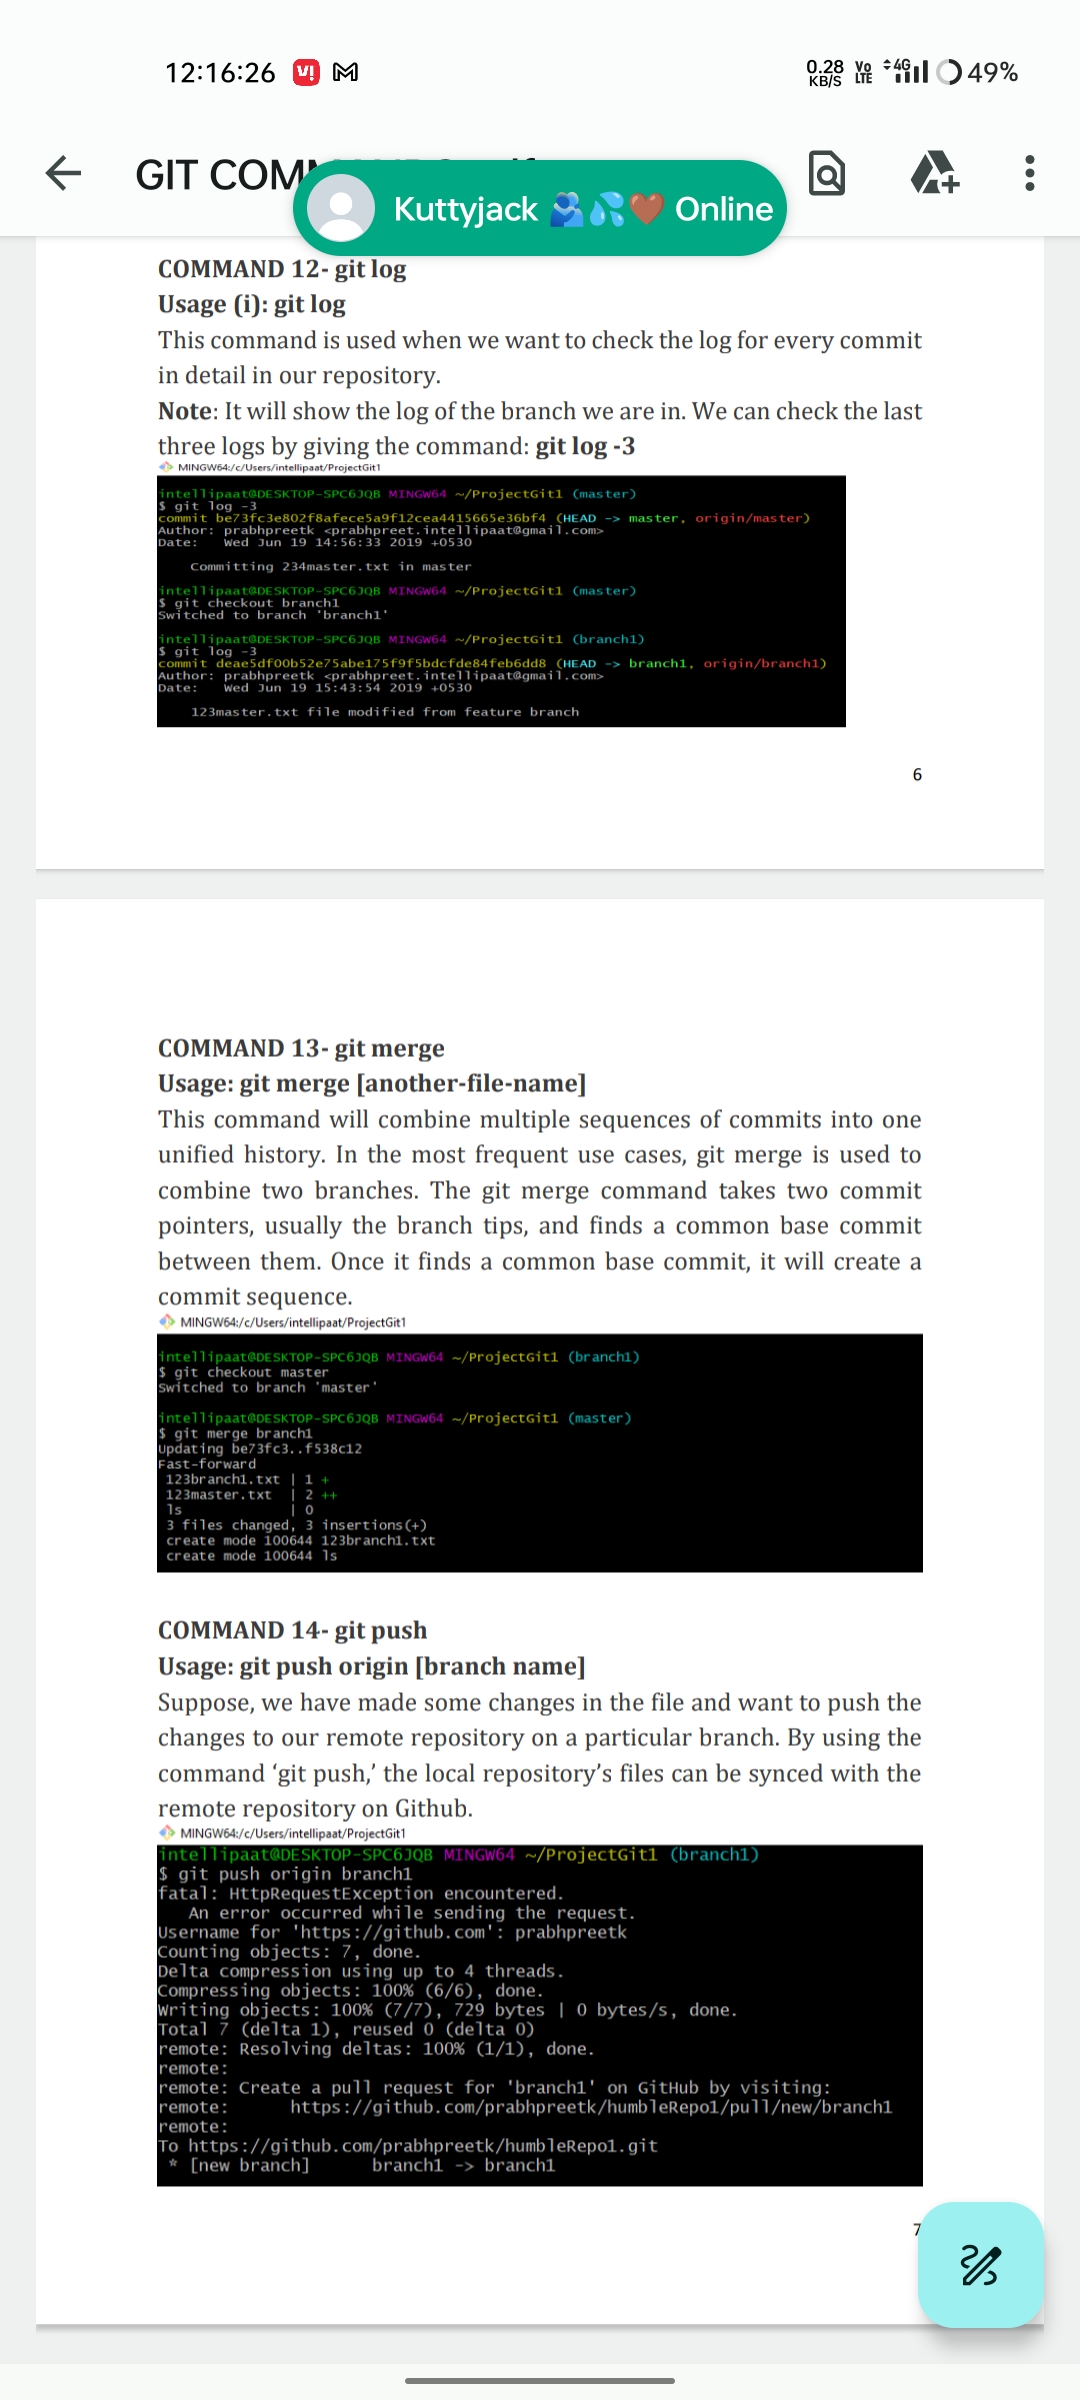 12:16:26
0.28 KB/S Vo LTE 4G 49%
GIT COM
Kuttyjack 🫂💦🤎 Online
COMMAND 12- git log
Usage (i): git log
This command is used when we want to check the log for every commit
in detail in our repository.
Note: It will show the log of the branch we are in. We can check the last
three logs by giving the command: git log -3
MINGW64:/c/Users/intellipaat/ProjectGit1
intellipaat@DESKTOP-SPC6JQB MINGW64 ~/ProjectGit1 (master)
$ git log -3
commit be73fc3e802f8afece5a9f12cea4415665e36bf4 (HEAD -> master, origin/master)
Author: prabhpreetk <prabhpreet.intellipaat@gmail.com>
Date:   Wed Jun 19 14:56:33 2019 +0530
Committing 234master.txt in master
intellipaat@DESKTOP-SPC6JQB MINGW64 ~/ProjectGit1 (master)
$ git checkout branch1
Switched to branch 'branch1'
intellipaat@DESKTOP-SPC6JQB MINGW64 ~/ProjectGit1 (branch1)
$ git log -3
commit deae5df00b52e75abe175f9f5bdcfde84feb6dd8 (HEAD -> branch1, origin/branch1)
Author: prabhpreetk <prabhpreet.intellipaat@gmail.com>
Date:   Wed Jun 19 15:43:54 2019 +0530
123master.txt file modified from feature branch
6
COMMAND 13- git merge
Usage: git merge [another-file-name]
This command will combine multiple sequences of commits into one
unified history. In the most frequent use cases, git merge is used to
combine two branches. The git merge command takes two commit
pointers, usually the branch tips, and finds a common base commit
between them. Once it finds a common base commit, it will create a
commit sequence.
MINGW64:/c/Users/intellipaat/ProjectGit1
intellipaat@DESKTOP-SPC6JQB MINGW64 ~/ProjectGit1 (branch1)
$ git checkout master
Switched to branch 'master'
intellipaat@DESKTOP-SPC6JQB MINGW64 ~/ProjectGit1 (master)
$ git merge branch1
Updating be73fc3..f538c12
Fast-forward
123branch1.txt | 1 +
123master.txt  | 2 ++
ls             | 0
3 files changed, 3 insertions(+)
create mode 100644 123branch1.txt
create mode 100644 ls
COMMAND 14- git push
Usage: git push origin [branch name]
Suppose, we have made some changes in the file and want to push the
changes to our remote repository on a particular branch. By using the
command ‘git push,’ the local repository’s files can be synced with the
remote repository on Github.
MINGW64:/c/Users/intellipaat/ProjectGit1
intellipaat@DESKTOP-SPC6JQB MINGW64 ~/ProjectGit1 (branch1)
$ git push origin branch1
fatal: HttpRequestException encountered.
An error occurred while sending the request.
Username for 'https://github.com': prabhpreetk
Counting objects: 7, done.
Delta compression using up to 4 threads.
Compressing objects: 100% (6/6), done.
Writing objects: 100% (7/7), 729 bytes | 0 bytes/s, done.
Total 7 (delta 1), reused 0 (delta 0)
remote: Resolving deltas: 100% (1/1), done.
remote:
remote: Create a pull request for 'branch1' on GitHub by visiting:
remote:      https://github.com/prabhpreetk/humbleRepo1/pull/new/branch1
remote:
To https://github.com/prabhpreetk/humbleRepo1.git
* [new branch]      branch1 -> branch1
7